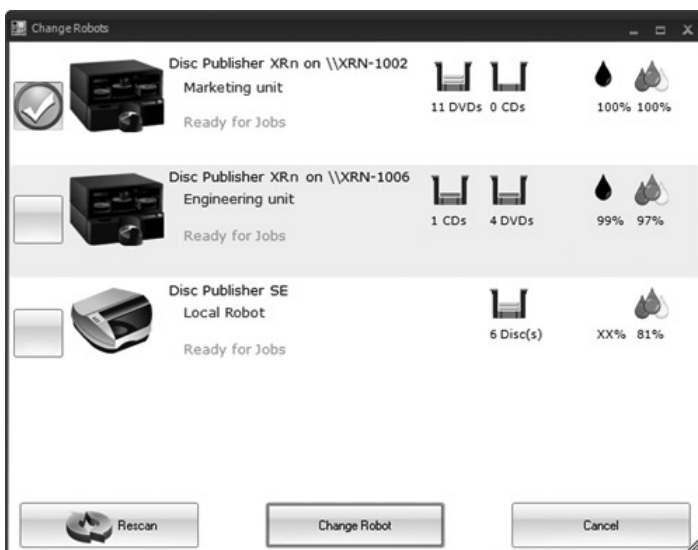 Change Robots
Disc Publisher XRn on \\XRN-1002
Marketing unit
Ready for Jobs
11 DVDs 0 CDs 100% 100%
Disc Publisher XRn on \\XRN-1006
Engineering unit
Ready for Jobs
1 CDs 4 DVDs 99% 97%
Disc Publisher SE
Local Robot
Ready for Jobs
6 Disc(s) XX% 81%
Rescan Change Robot Cancel